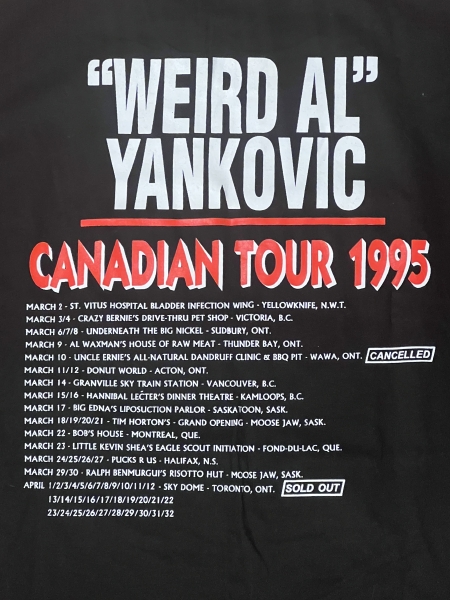 “WEIRD AL”
YANKOVIC
CANADIAN TOUR 1995
MARCH 2 - ST. VITUS HOSPITAL BLADDER INFECTION WING - YELLOWKNIFE, N.W.T.
MARCH 3/4 - CRAZY BERNIE'S DRIVE-THRU PET SHOP - VICTORIA, B.C.
MARCH 6/7/8 - UNDERNEATH THE BIG NICKEL - SUDBURY, ONT.
MARCH 9 - AL WAXMAN'S HOUSE OF RAW MEAT - THUNDER BAY, ONT.
MARCH 10 - UNCLE ERNIE'S ALL-NATURAL DANDRUFF CLINIC & BBQ PIT - WAWA, ONT. CANCELLED
MARCH 11/12 - DONUT WORLD - ACTON, ONT.
MARCH 14 - GRANVILLE SKY TRAIN STATION - VANCOUVER, B.C.
MARCH 15/16 - HANNIBAL LECTER'S DINNER THEATRE - KAMLOOPS, B.C.
MARCH 17 - BIG EDNA'S LIPOSUCTION PARLOR - SASKATOON, SASK.
MARCH 18/19/20/21 - TIM HORTON'S - GRAND OPENING - MOOSE JAW, SASK.
MARCH 22 - BOB'S HOUSE - MONTREAL, QUE.
MARCH 23 - LITTLE KEVIN SHEA'S EAGLE SCOUT INITIATION - FOND-DU-LAC, QUE.
MARCH 24/25/26/27 - PUCKS R US - HALIFAX, N.S.
MARCH 29/30 - RALPH BENMURGUI'S RISOTTO HUT - MOOSE JAW, SASK.
APRIL 1/2/3/4/5/6/7/8/9/10/11/12 - SKY DOME - TORONTO, ONT. SOLD OUT
13/14/15/16/17/18/19/20/21/22
23/24/25/26/27/28/29/30/31/32